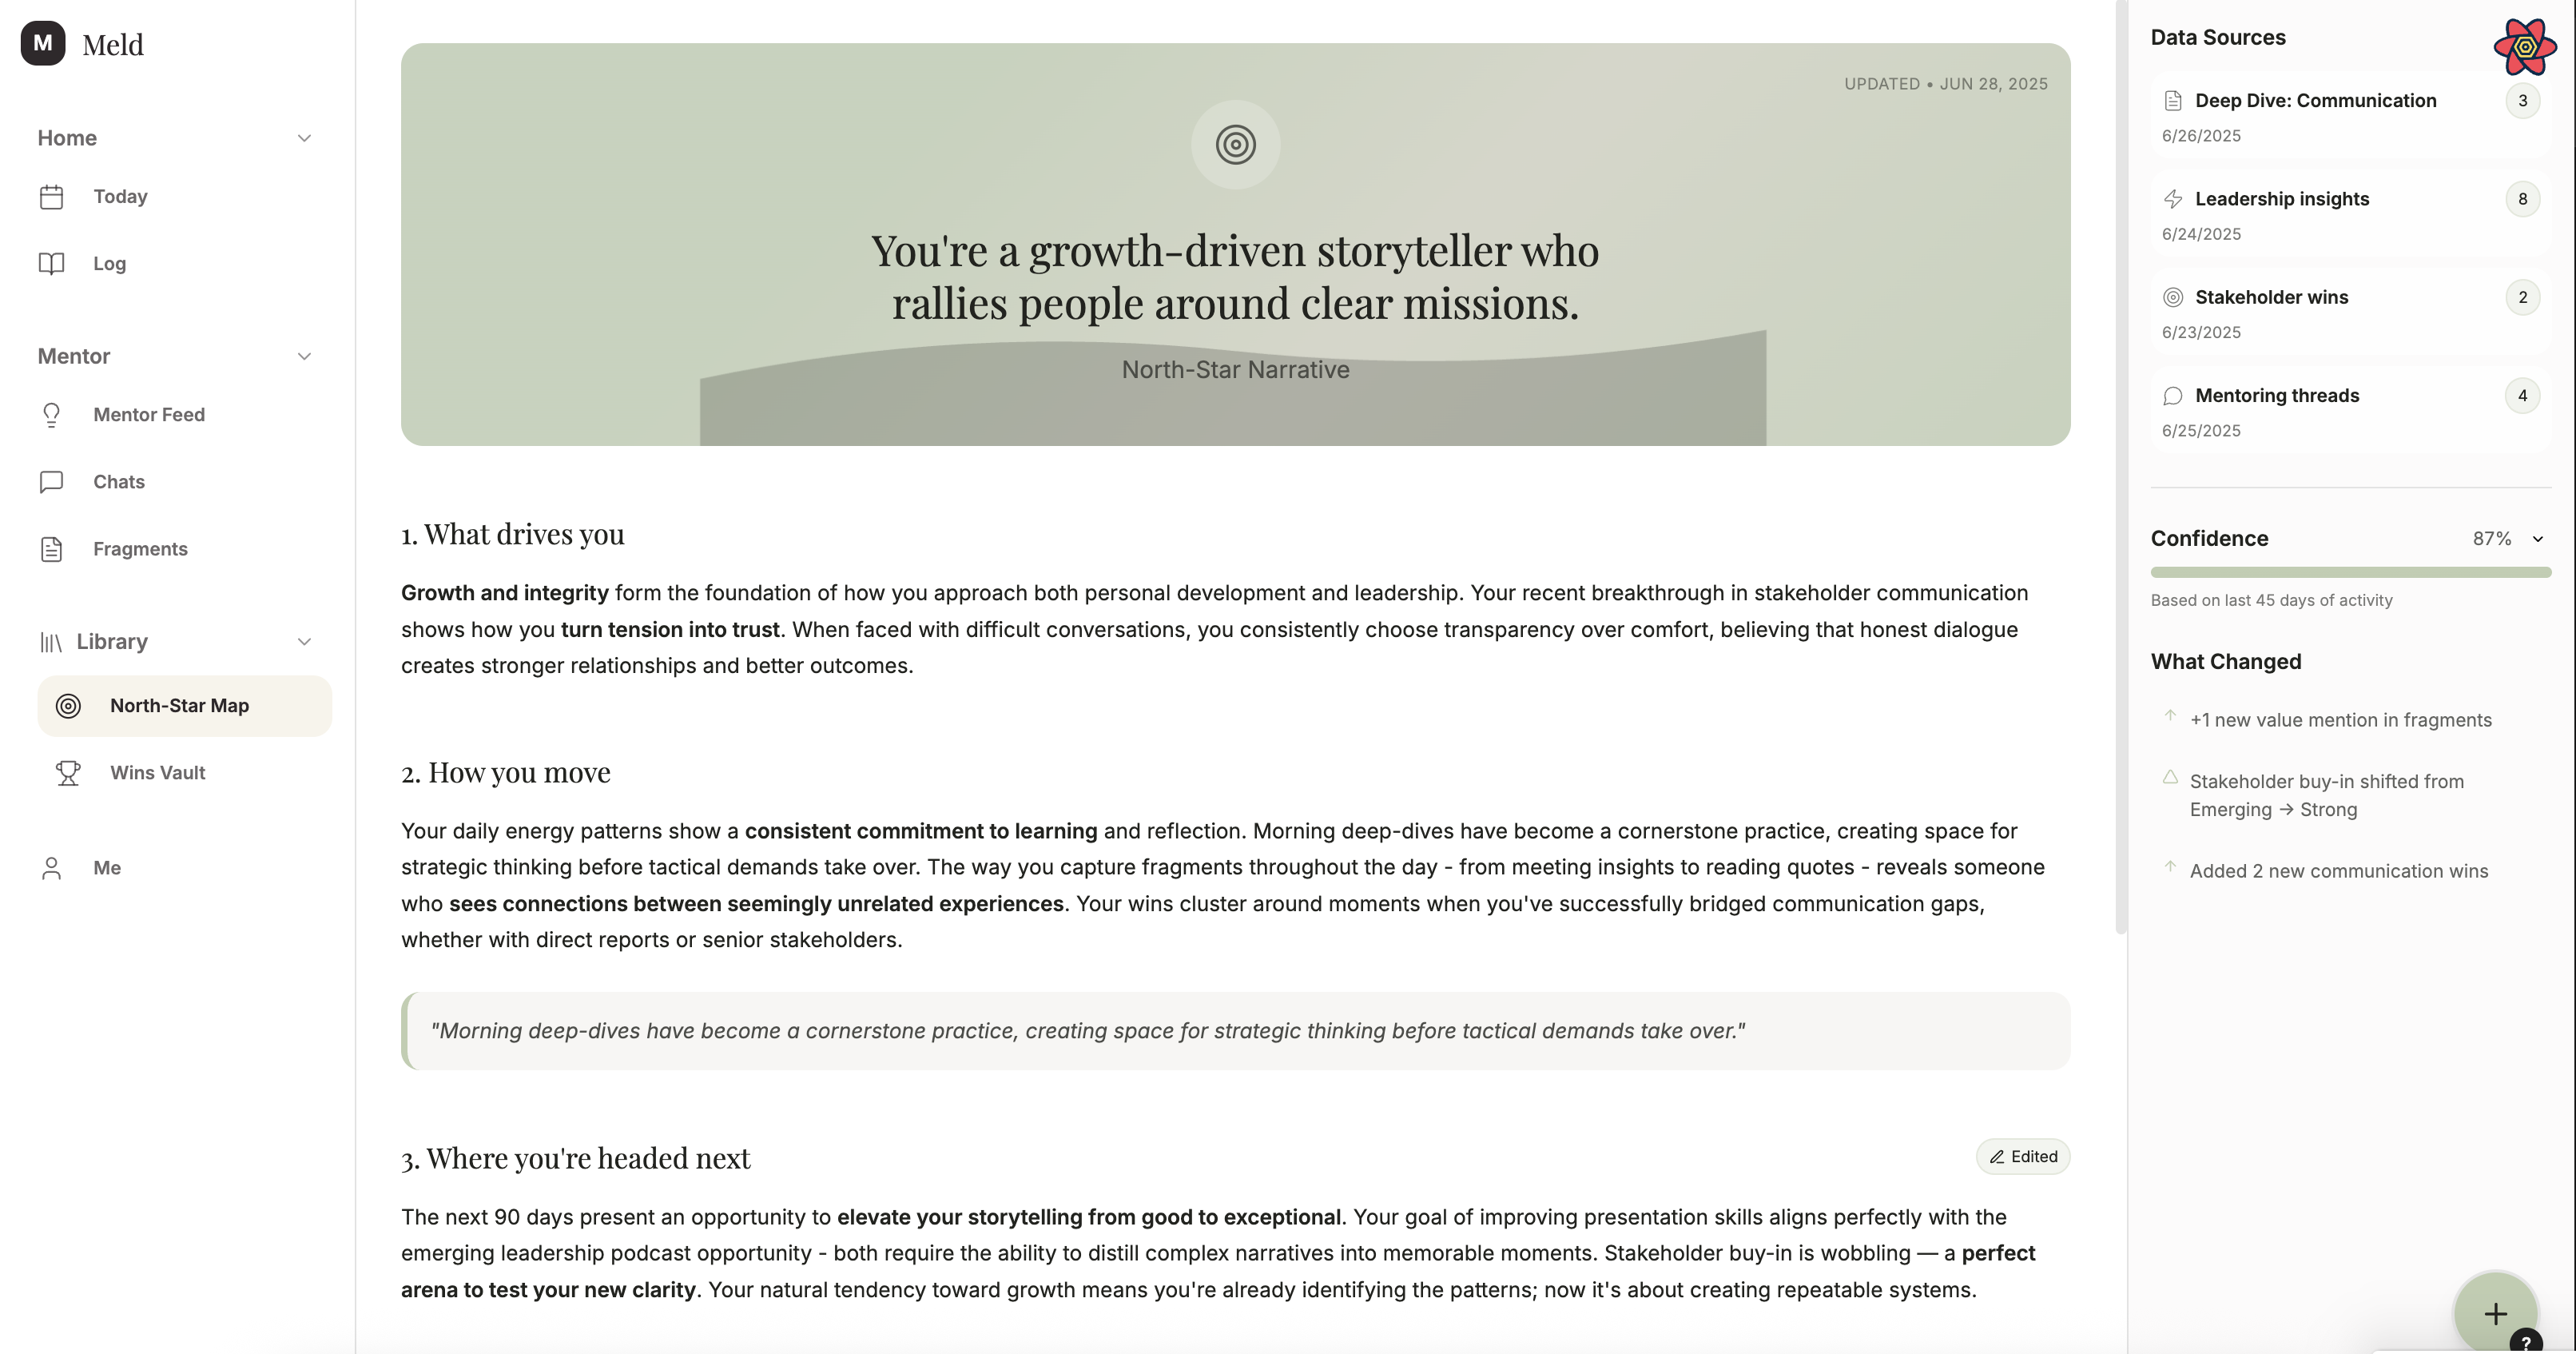 M Meld
Home
Today
Log
Mentor
Mentor Feed
Chats
Fragments
Library
North-Star Map
Wins Vault
Me
UPDATED • JUN 28, 2025
You're a growth-driven storyteller who
rallies people around clear missions.
North-Star Narrative
1. What drives you
Growth and integrity form the foundation of how you approach both personal development and leadership. Your recent breakthrough in stakeholder communication
shows how you turn tension into trust. When faced with difficult conversations, you consistently choose transparency over comfort, believing that honest dialogue
creates stronger relationships and better outcomes.
2. How you move
Your daily energy patterns show a consistent commitment to learning and reflection. Morning deep-dives have become a cornerstone practice, creating space for
strategic thinking before tactical demands take over. The way you capture fragments throughout the day - from meeting insights to reading quotes - reveals someone
who sees connections between seemingly unrelated experiences. Your wins cluster around moments when you've successfully bridged communication gaps,
whether with direct reports or senior stakeholders.
"Morning deep-dives have become a cornerstone practice, creating space for strategic thinking before tactical demands take over."
3. Where you're headed next
Edited
The next 90 days present an opportunity to elevate your storytelling from good to exceptional. Your goal of improving presentation skills aligns perfectly with the
emerging leadership podcast opportunity - both require the ability to distill complex narratives into memorable moments. Stakeholder buy-in is wobbling — a perfect
arena to test your new clarity. Your natural tendency toward growth means you're already identifying the patterns; now it's about creating repeatable systems.
Data Sources
Deep Dive: Communication 3
6/26/2025
Leadership insights 8
6/24/2025
Stakeholder wins 2
6/23/2025
Mentoring threads 4
6/25/2025
Confidence 87%
Based on last 45 days of activity
What Changed
+1 new value mention in fragments
Stakeholder buy-in shifted from
Emerging → Strong
Added 2 new communication wins
+
?